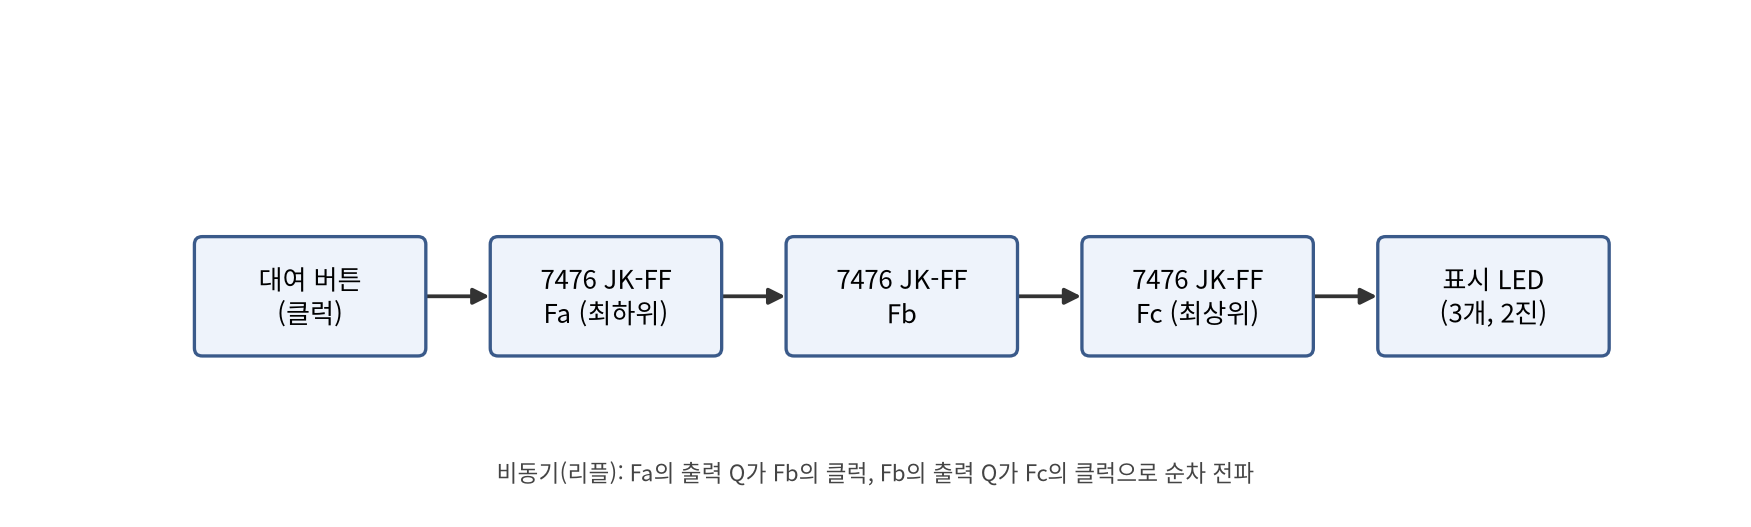 대여 버튼
(클럭)
7476 JK-FF
Fa (최하위)
7476 JK-FF
Fb
7476 JK-FF
Fc (최상위)
표시 LED
(3개, 2진)
비동기(리플): Fa의 출력 Q가 Fb의 클럭, Fb의 출력 Q가 Fc의 클럭으로 순차 전파